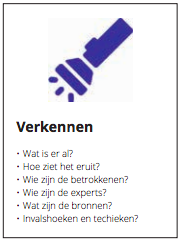 Verkennen
• Wat is er al?
• Hoe ziet het eruit?
• Wie zijn de betrokkenen?
• Wie zijn de experts?
• Wat zijn de bronnen?
• Invalshoeken en techieken?